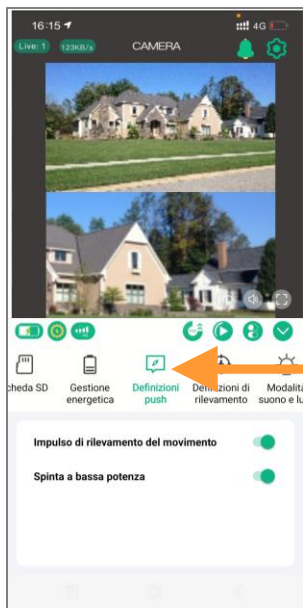 16:15
4G
Live: 1
123KB/s
CAMERA
cheda SD
Gestione
energetica
Definizioni
push
Definizioni di
rilevamento
Modalità
suono e lu
Impulso di rilevamento del movimento
Spinta a bassa potenza